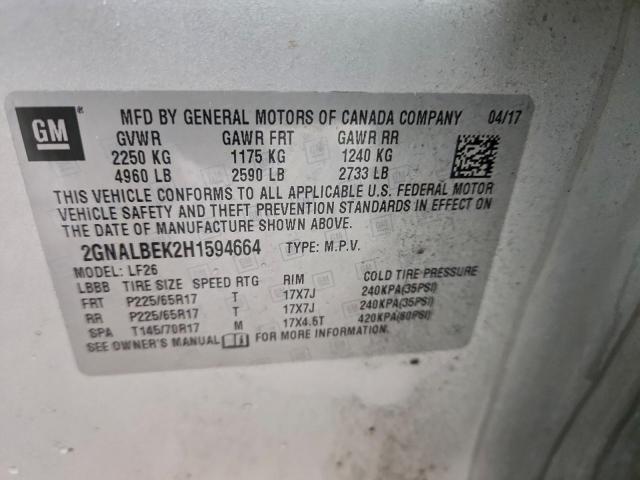 GM
MFD BY GENERAL MOTORS OF CANADA COMPANY 04/17
GVWR GAWR FRT GAWR RR
2250 KG 1175 KG 1240 KG
4960 LB 2590 LB 2733 LB
THIS VEHICLE CONFORMS TO ALL APPLICABLE U.S. FEDERAL MOTOR
VEHICLE SAFETY AND THEFT PREVENTION STANDARDS IN EFFECT ON
THE DATE OF MANUFACTURE SHOWN ABOVE.
2GNALBEK2H1594664 TYPE: M.P.V.
MODEL: LF26
LBBB TIRE SIZE SPEED RTG RIM COLD TIRE PRESSURE
FRT P225/65R17 T 17X7J 240KPA(35PSI)
RR P225/65R17 T 17X7J 240KPA(35PSI)
SPA T145/70R17 M 17X4.5T 420KPA(60PSI)
SEE OWNER'S MANUAL FOR MORE INFORMATION.